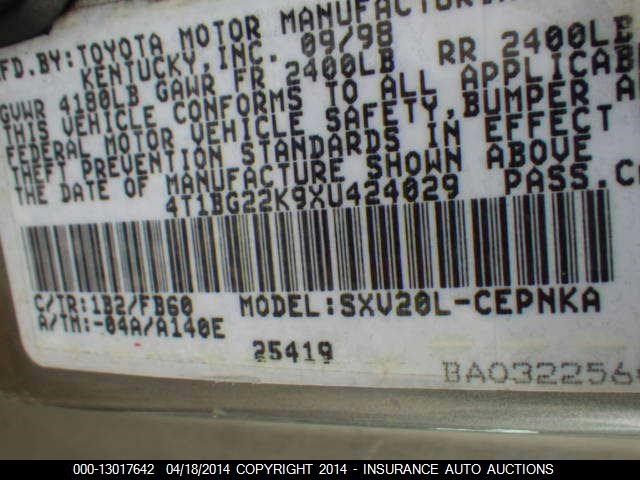 MFD.BY:TOYOTA MOTOR MANUFACTURING
KENTUCKY,INC. 09/98
GVWR 4180LB GAWR FR 2400LB RR 2400LB
THIS VEHICLE CONFORMS TO ALL
FEDERAL MOTOR VEHICLE SAFETY,BUMPER
THEFT PREVENTION STANDARDS IN EFFECT
THE DATE OF MANUFACTURE SHOWN ABOVE
4T1BG22K9XU424029 PASS.
C/TR:1B2/FB60 MODEL:SXV20L-CEPNKA
A/TM:-04A/A140E
25419
BA032256
000-13017642 04/18/2014 COPYRIGHT 2014 - INSURANCE AUTO AUCTIONS